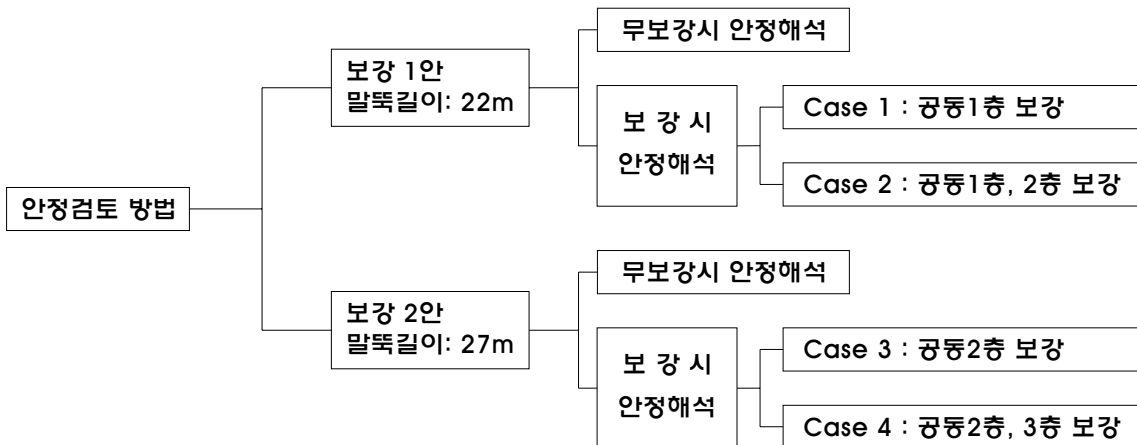 안정검토 방법
보강 1안
말뚝길이: 22m
무보강시 안정해석
보 강 시
안정해석
Case 1 : 공동1층 보강
Case 2 : 공동1층, 2층 보강
보강 2안
말뚝길이: 27m
무보강시 안정해석
보 강 시
안정해석
Case 3 : 공동2층 보강
Case 4 : 공동2층, 3층 보강